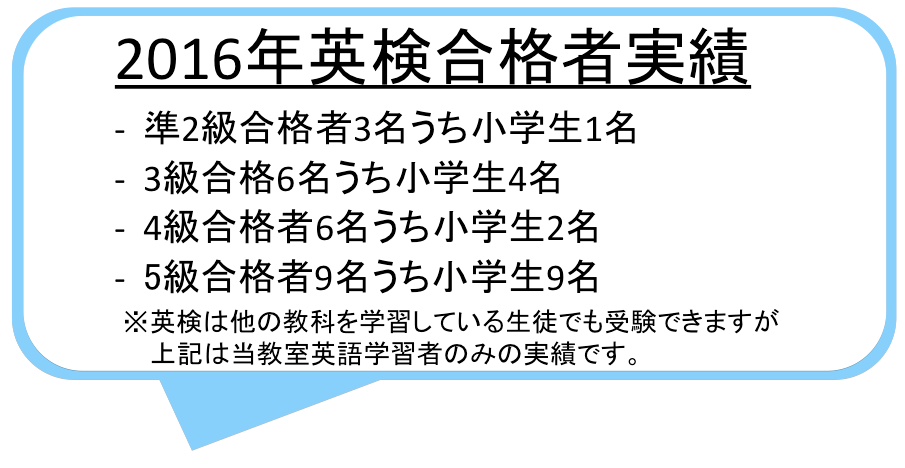 2016年英検合格者実績
- 準2級合格者3名うち小学生1名
- 3級合格6名うち小学生4名
- 4級合格者6名うち小学生2名
- 5級合格者9名うち小学生9名
※英検は他の教科を学習している生徒でも受験できますが
上記は当教室英語学習者のみの実績です。